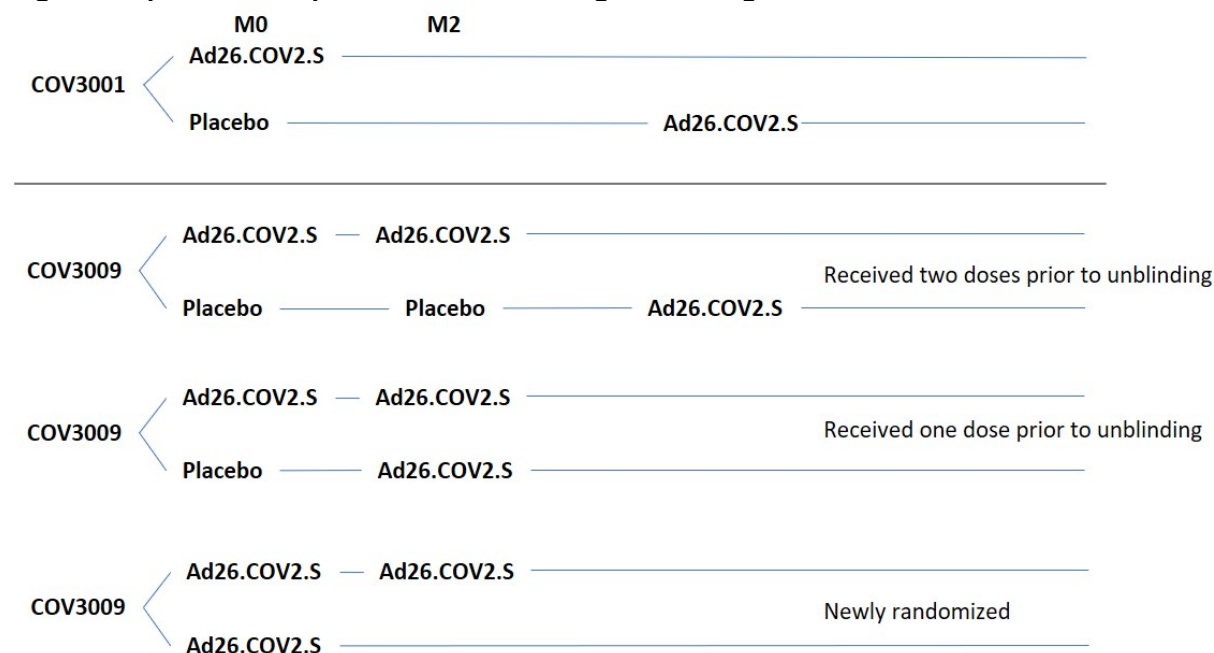 M0 M2
Ad26.COV2.S
COV3001
Placebo Ad26.COV2.S
Ad26.COV2.S Ad26.COV2.S
COV3009 Received two doses prior to unblinding
Placebo Placebo Ad26.COV2.S
Ad26.COV2.S Ad26.COV2.S
COV3009 Received one dose prior to unblinding
Placebo Ad26.COV2.S
Ad26.COV2.S Ad26.COV2.S
COV3009 Newly randomized
Ad26.COV2.S